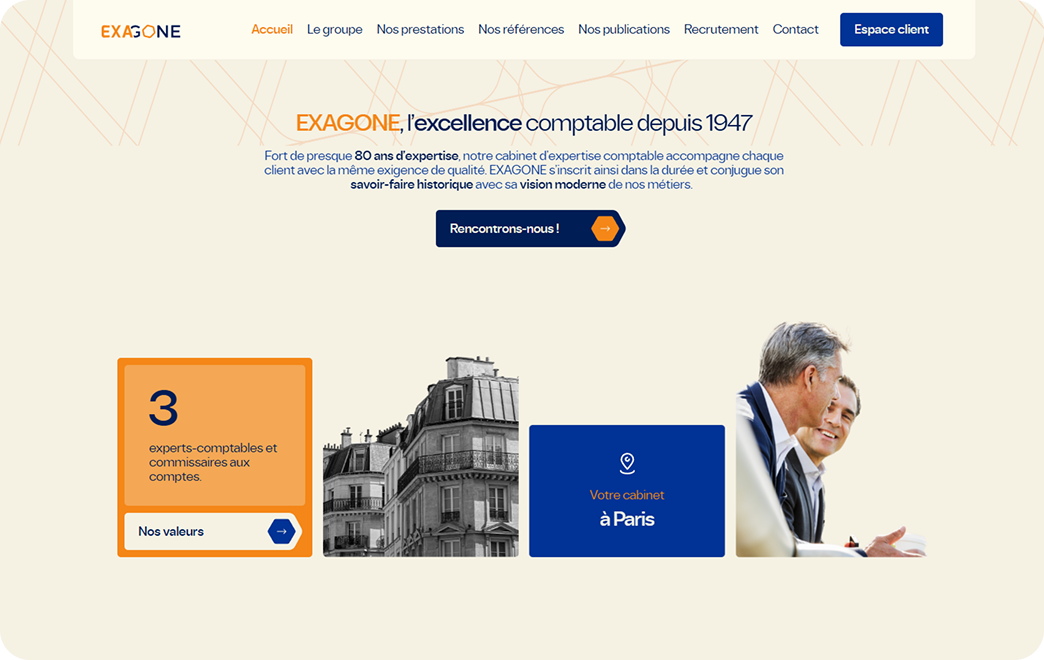 EXAGONE
Accueil Le groupe Nos prestations Nos références Nos publications Recrutement Contact Espace client
EXAGONE, l’excellence comptable depuis 1947
Fort de presque 80 ans d’expertise, notre cabinet d’expertise comptable accompagne chaque
client avec la même exigence de qualité. EXAGONE s’inscrit ainsi dans la durée et conjugue son
savoir-faire historique avec sa vision moderne de nos métiers.
Rencontrons-nous !
3
experts-comptables et
commissaires aux
comptes.
Nos valeurs
Votre cabinet
à Paris